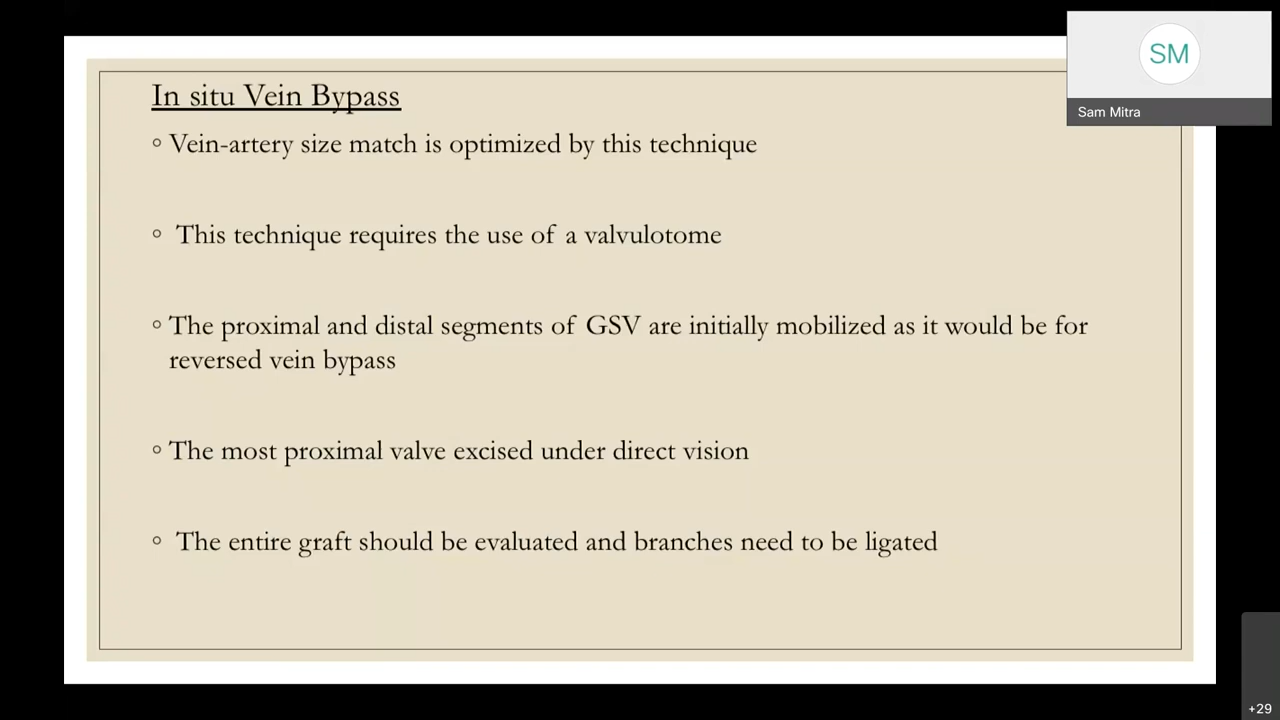 In situ Vein Bypass
◦ Vein-artery size match is optimized by this technique
◦ This technique requires the use of a valvulotome
◦ The proximal and distal segments of GSV are initially mobilized as it would be for
reversed vein bypass
◦ The most proximal valve excised under direct vision
◦ The entire graft should be evaluated and branches need to be ligated
SM
Sam Mitra
+29